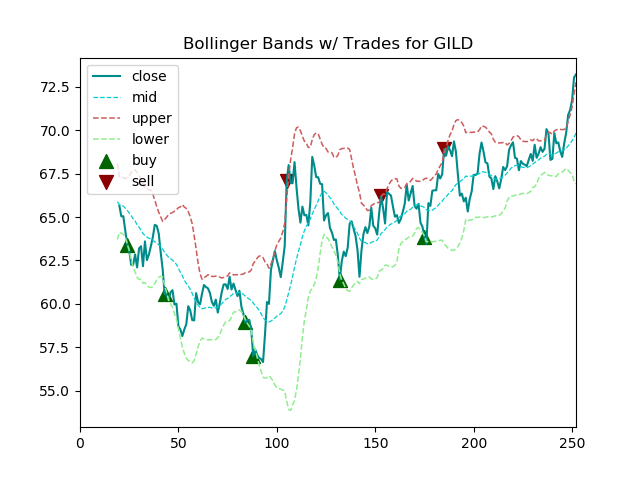 Bollinger Bands w/ Trades for GILD
close
mid
upper
lower
buy
sell
72.5
70.0
67.5
65.0
62.5
60.0
57.5
55.0
0 50 100 150 200 250